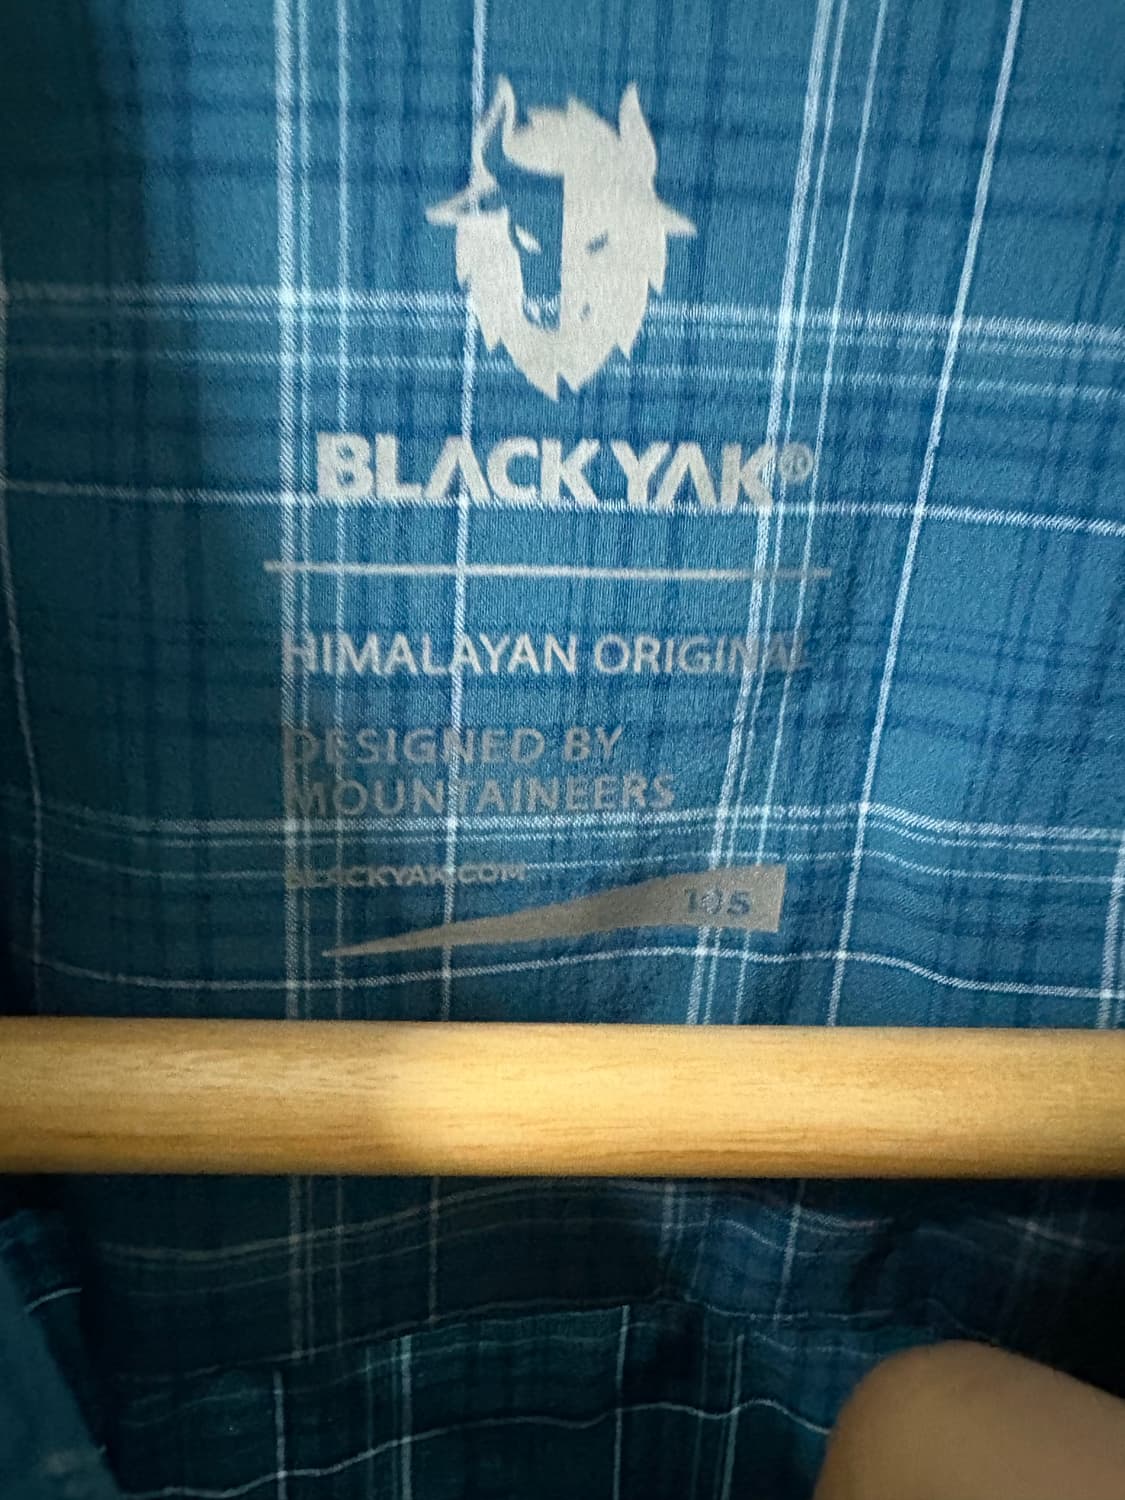 BLACKYAK®
HIMALAYAN ORIGINAL
DESIGNED BY
MOUNTAINEERS
BLACKYAK.COM
105